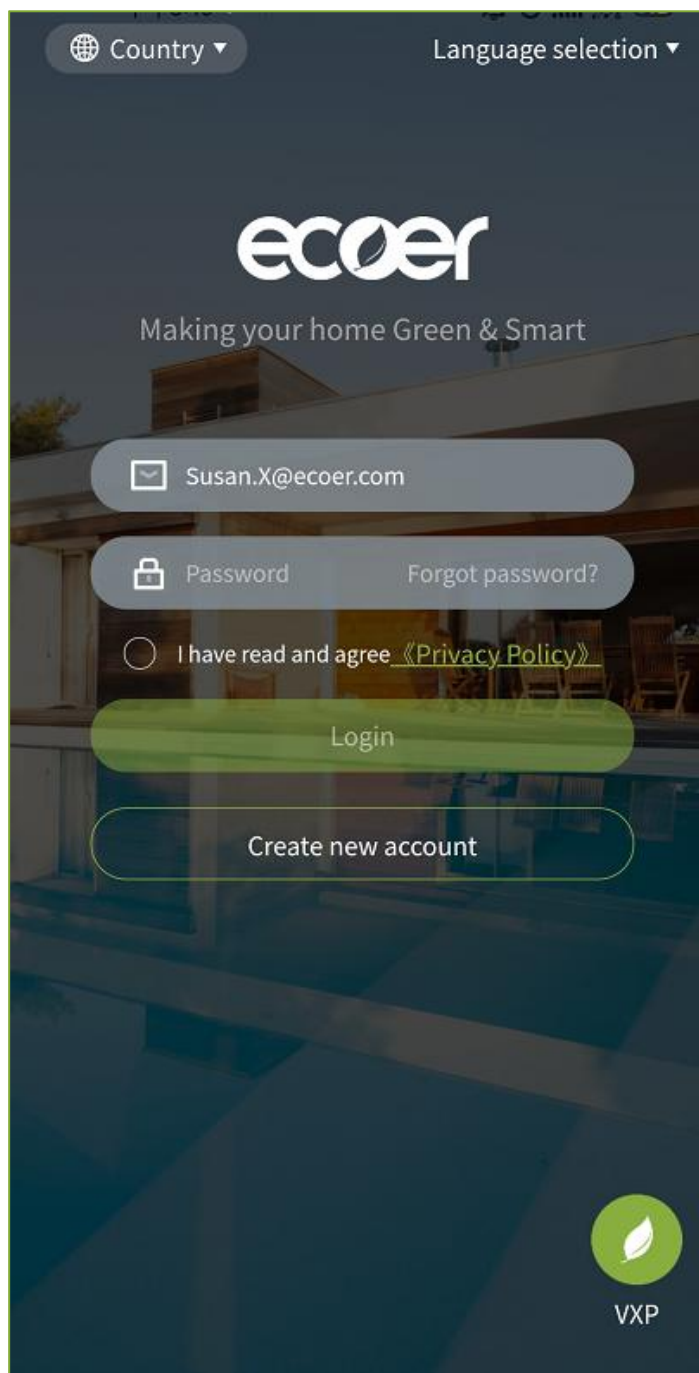 Country
Language selection
ecoer
Making your home Green & Smart
Susan.X@ecoer.com
Password
Forgot password?
I have read and agree 《Privacy Policy》
Login
Create new account
VXP